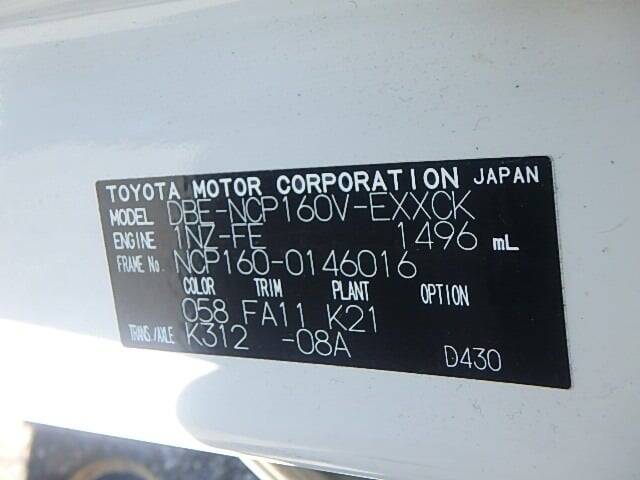 TOYOTA MOTOR CORPORATION JAPAN
MODEL DBE-NCP160V-EXXCK
ENGINE 1NZ-FE 1496 mL
FRAME No. NCP160-0146016
COLOR TRIM PLANT OPTION
058 FA11 K21
TRANS./AXLE K312 -08A D430